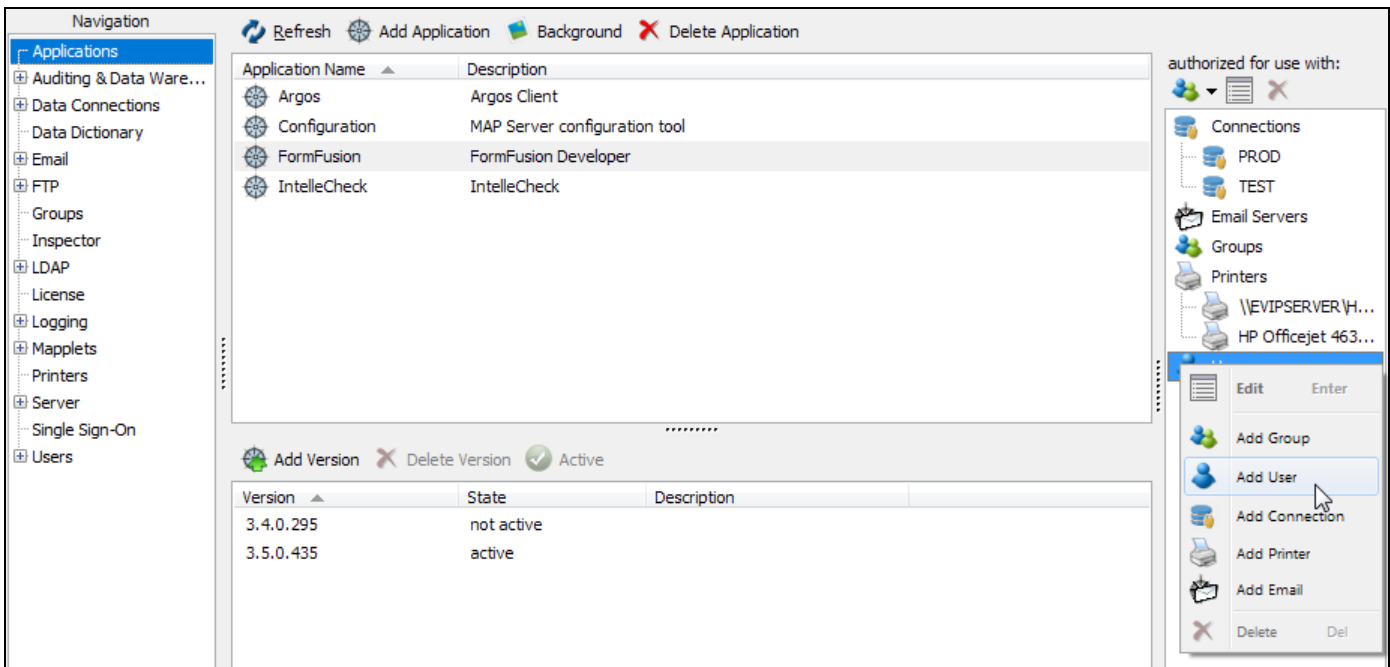 Navigation
Applications
Auditing & Data Ware...
Data Connections
Data Dictionary
Email
FTP
Groups
Inspector
LDAP
License
Logging
Mapplets
Printers
Server
Single Sign-On
Users
Refresh Add Application Background Delete Application
Application Name Description
Argos Argos Client
Configuration MAP Server configuration tool
FormFusion FormFusion Developer
IntelleCheck IntelleCheck
Add Version Delete Version Active
Version State Description
3.4.0.295 not active
3.5.0.435 active
authorized for use with:
Connections
PROD
TEST
Email Servers
Groups
Printers
\\EVIPSERVER\H...
HP Officejet 463...
Edit Enter
Add Group
Add User
Add Connection
Add Printer
Add Email
Delete Del